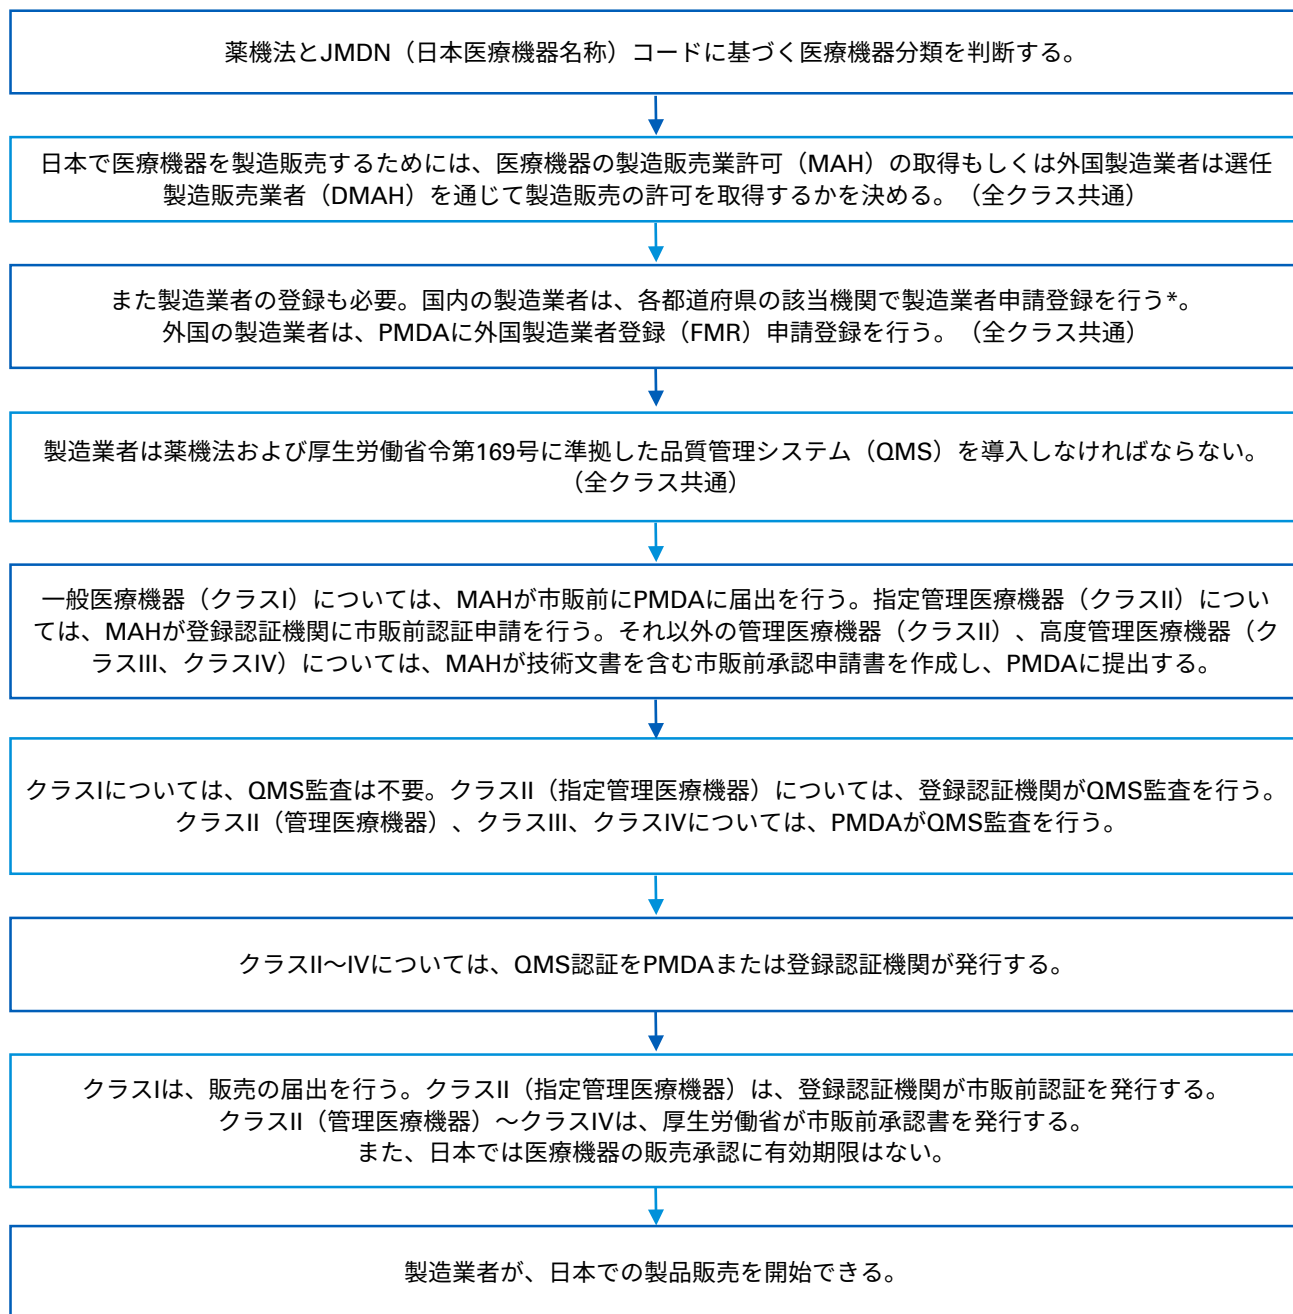 薬機法とJMDN（日本医療機器名称）コードに基づく医療機器分類を判断する。
日本で医療機器を製造販売するためには、医療機器の製造販売業許可（MAH）の取得もしくは外国製造業者は選任
製造販売業者（DMAH）を通じて製造販売の許可を取得するかを決める。（全クラス共通）
また製造業者の登録も必要。国内の製造業者は、各都道府県の該当機関で製造業者申請登録を行う*。
外国の製造業者は、PMDAに外国製造業者登録（FMR）申請登録を行う。（全クラス共通）
製造業者は薬機法および厚生労働省令第169号に準拠した品質管理システム（QMS）を導入しなければならない。
（全クラス共通）
一般医療機器（クラスI）については、MAHが市販前にPMDAに届出を行う。指定管理医療機器（クラスII）につい
ては、MAHが登録認証機関に市販前認証申請を行う。それ以外の管理医療機器（クラスII）、高度管理医療機器（ク
ラスIII、クラスIV）については、MAHが技術文書を含む市販前承認申請書を作成し、PMDAに提出する。
クラスIについては、QMS監査は不要。クラスII（指定管理医療機器）については、登録認証機関がQMS監査を行う。
クラスII（管理医療機器）、クラスIII、クラスIVについては、PMDAがQMS監査を行う。
クラスII～IVについては、QMS認証をPMDAまたは登録認証機関が発行する。
クラスIは、販売の届出を行う。クラスII（指定管理医療機器）は、登録認証機関が市販前認証を発行する。
クラスII（管理医療機器）～クラスIVは、厚生労働省が市販前承認書を発行する。
また、日本では医療機器の販売承認に有効期限はない。
製造業者が、日本での製品販売を開始できる。